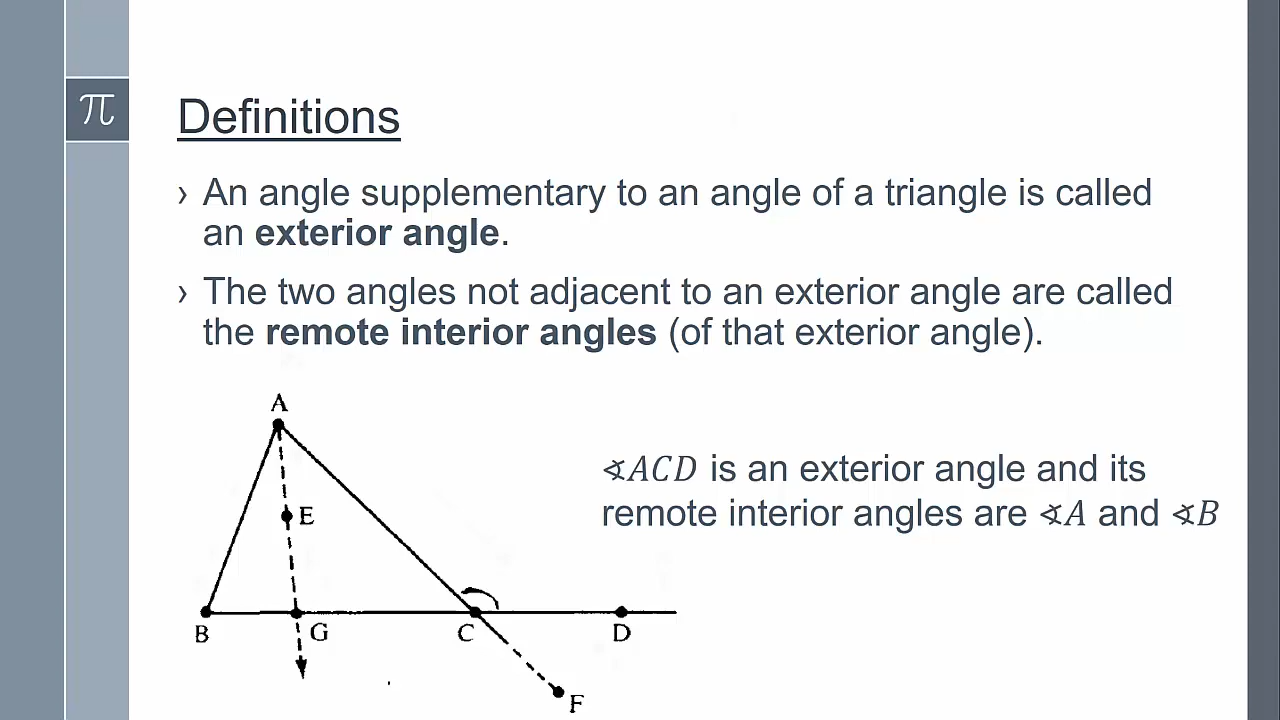 π
Definitions
› An angle supplementary to an angle of a triangle is called
an exterior angle.
› The two angles not adjacent to an exterior angle are called
the remote interior angles (of that exterior angle).
A
∢ACD is an exterior angle and its
remote interior angles are ∢A and ∢B
E
B
G
C
D
F